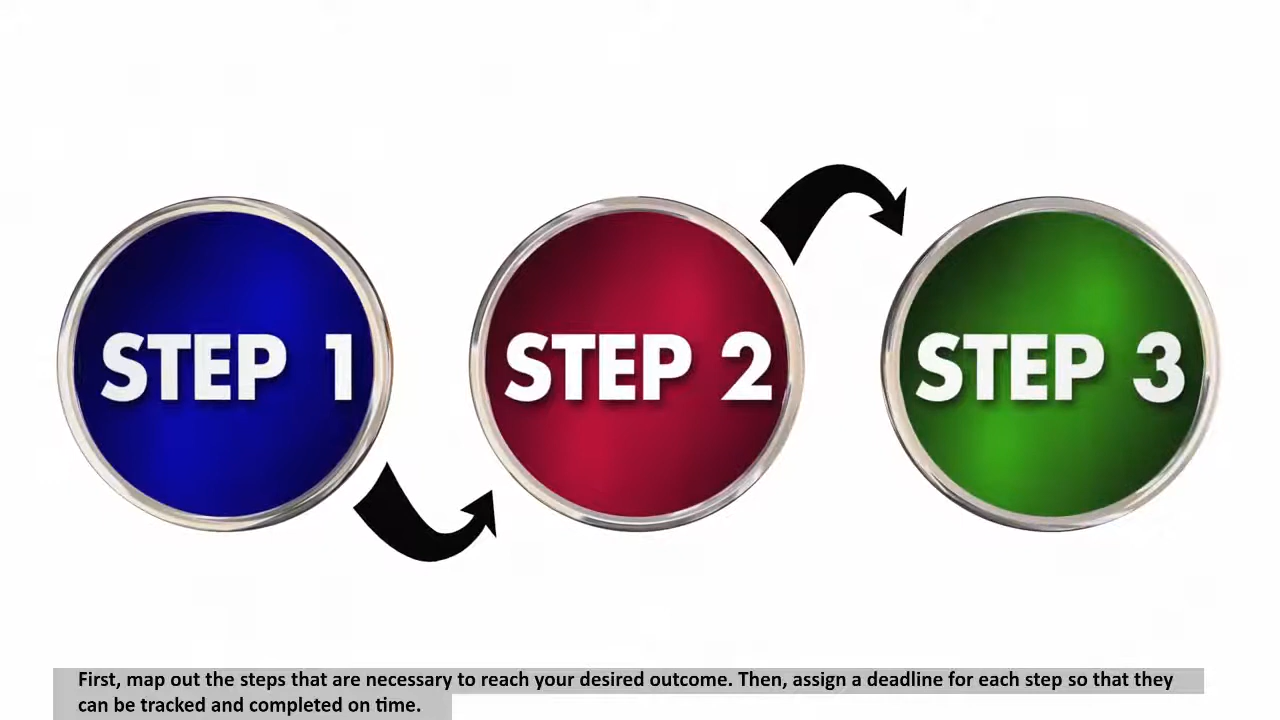 STEP 1
STEP 2
STEP 3
First, map out the steps that are necessary to reach your desired outcome. Then, assign a deadline for each step so that they
can be tracked and completed on time.